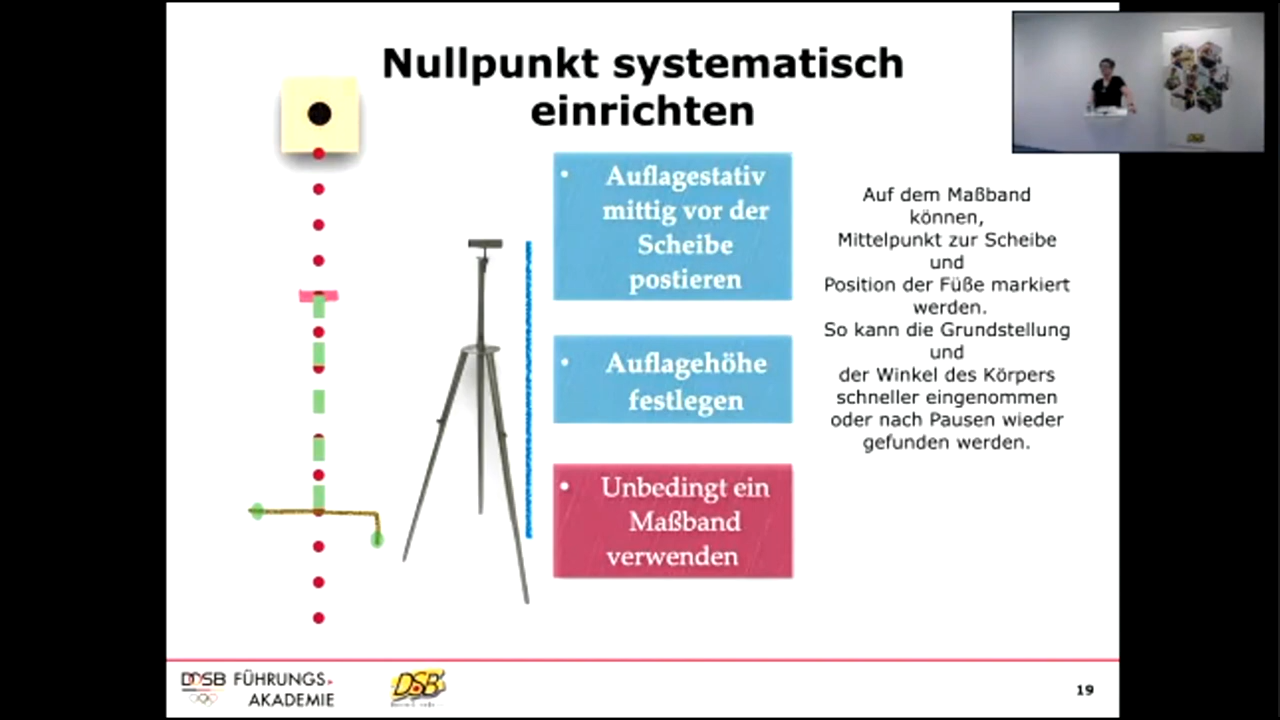 Nullpunkt systematisch
einrichten
• Auflagestativ
mittig vor der
Scheibe
postieren
• Auflagehöhe
festlegen
• Unbedingt ein
Maßband
verwenden
Auf dem Maßband
können,
Mittelpunkt zur Scheibe
und
Position der Füße markiert
werden.
So kann die Grundstellung
und
der Winkel des Körpers
schneller eingenommen
oder nach Pausen wieder
gefunden werden.
DOSB FÜHRUNGS
AKADEMIE
DSB
19